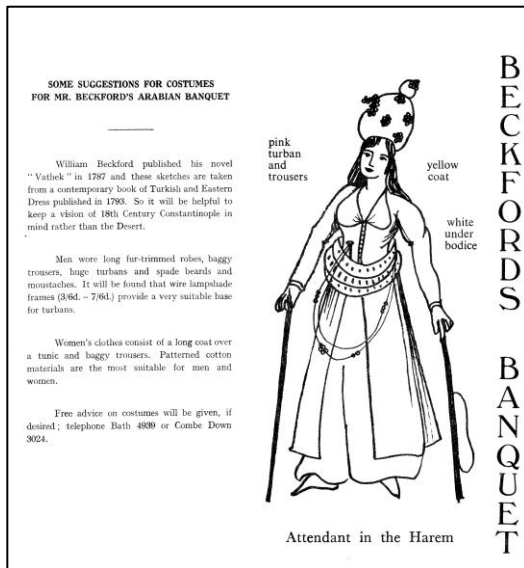 SOME SUGGESTIONS FOR COSTUMES
FOR MR. BECKFORD'S ARABIAN BANQUET
William Beckford published his novel
"Vathek" in 1787 and these sketches are taken
from a contemporary book of Turkish and Eastern
Dress published in 1793. So it will be helpful to
keep a vision of 18th Century Constantinople in
mind rather than the Desert.
Men wore long fur-trimmed robes, baggy
trousers, huge turbans and spade beards and
moustaches. It will be found that wire lampshade
frames (3/6d. - 7/6d.) provide a very suitable base
for turbans.
Women's clothes consist of a long coat over
a tunic and baggy trousers. Patterned cotton
materials are the most suitable for men and
women.
Free advice on costumes will be given, if
desired; telephone Bath 4939 or Combe Down
3024.
pink
turban
and
trousers
yellow
coat
white
under
bodice
Attendant in the Harem
BECKFORDS BANQUET